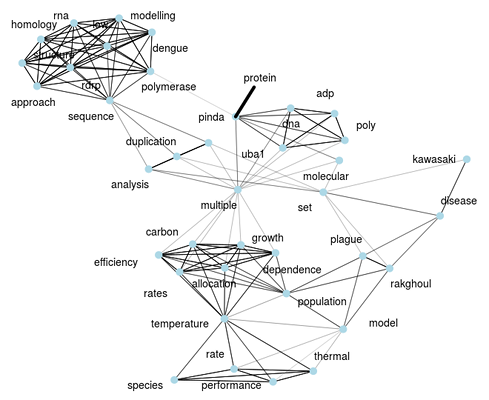 rna
modelling
homology
low
dengue
structure
rdrp
polymerase
approach
sequence
protein
adp
pinda
dna
poly
duplication
uba1
kawasaki
molecular
analysis
disease
multiple
set
carbon
growth
plague
efficiency
dependence
allocation
rakghoul
rates
population
temperature
model
rate
thermal
species
performance